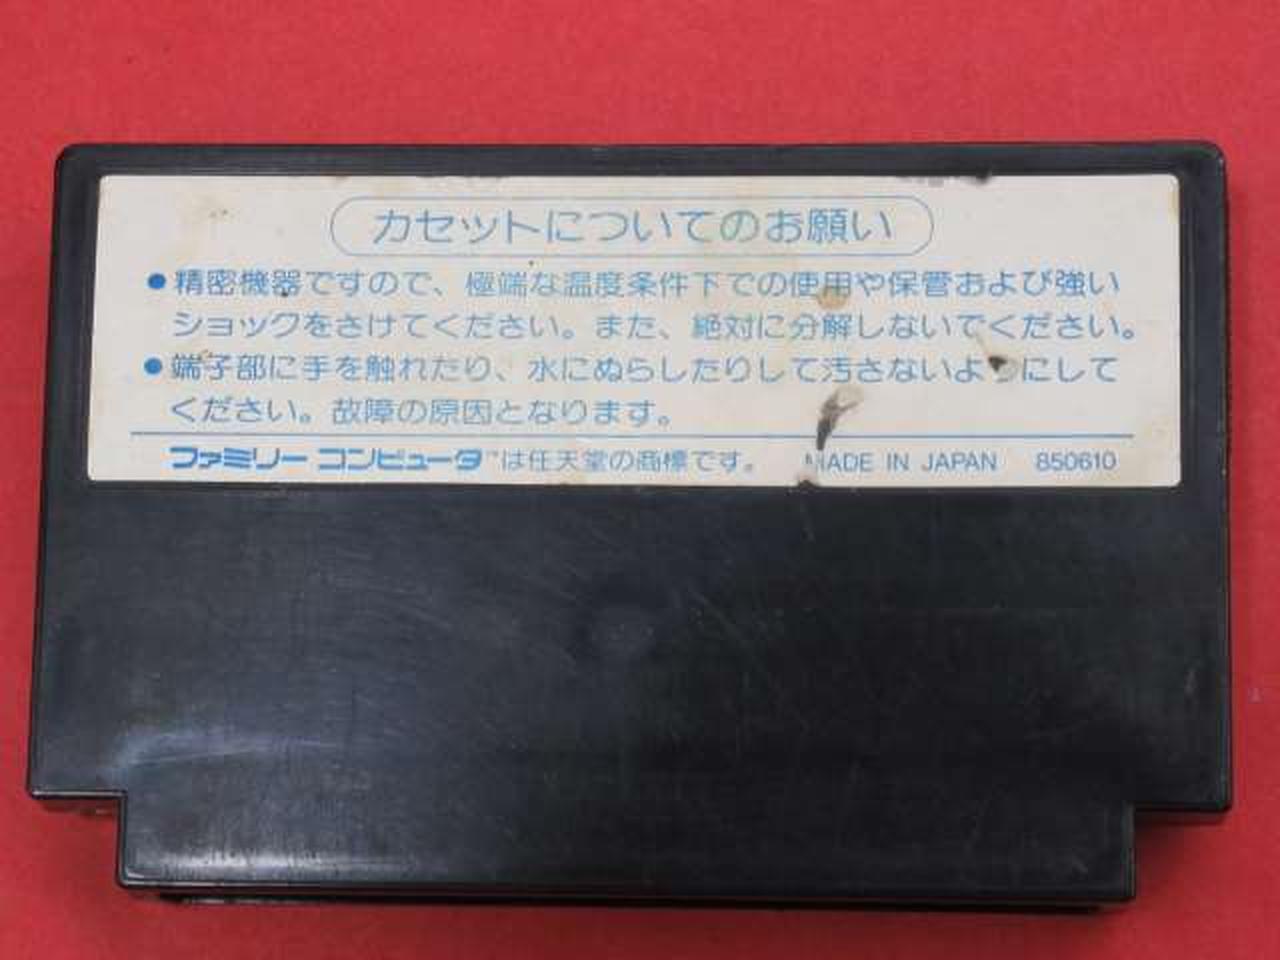 カセットについてのお願い
●精密機器ですので、極端な温度条件下での使用や保管および強い
ショックをさけてください。また、絶対に分解しないでください。
●端子部に手を触れたり、水にぬらしたりして汚さないようにして
ください。故障の原因となります。
ファミリー コンピュータ™は任天堂の商標です。 MADE IN JAPAN 850610